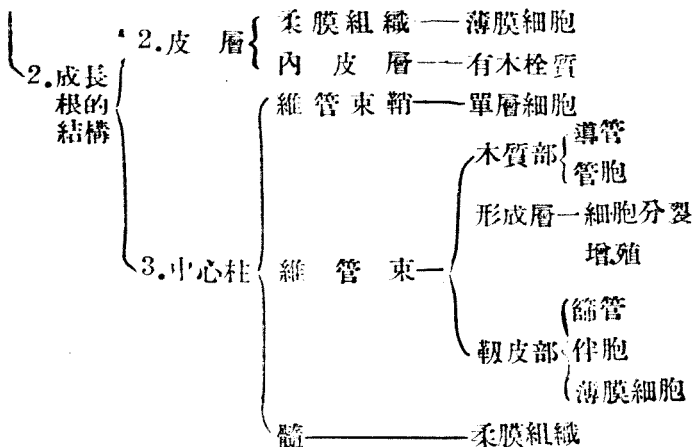 2.皮層
柔膜組織——薄膜細胞
內皮層——有木栓質
2.成長根的結構
維管束鞘——單層細胞
木質部
導管
管胞
形成層—細胞分裂
增殖
3.中心柱
維管束—
韌皮部
篩管
伴胞
薄膜細胞
髓——柔膜組織